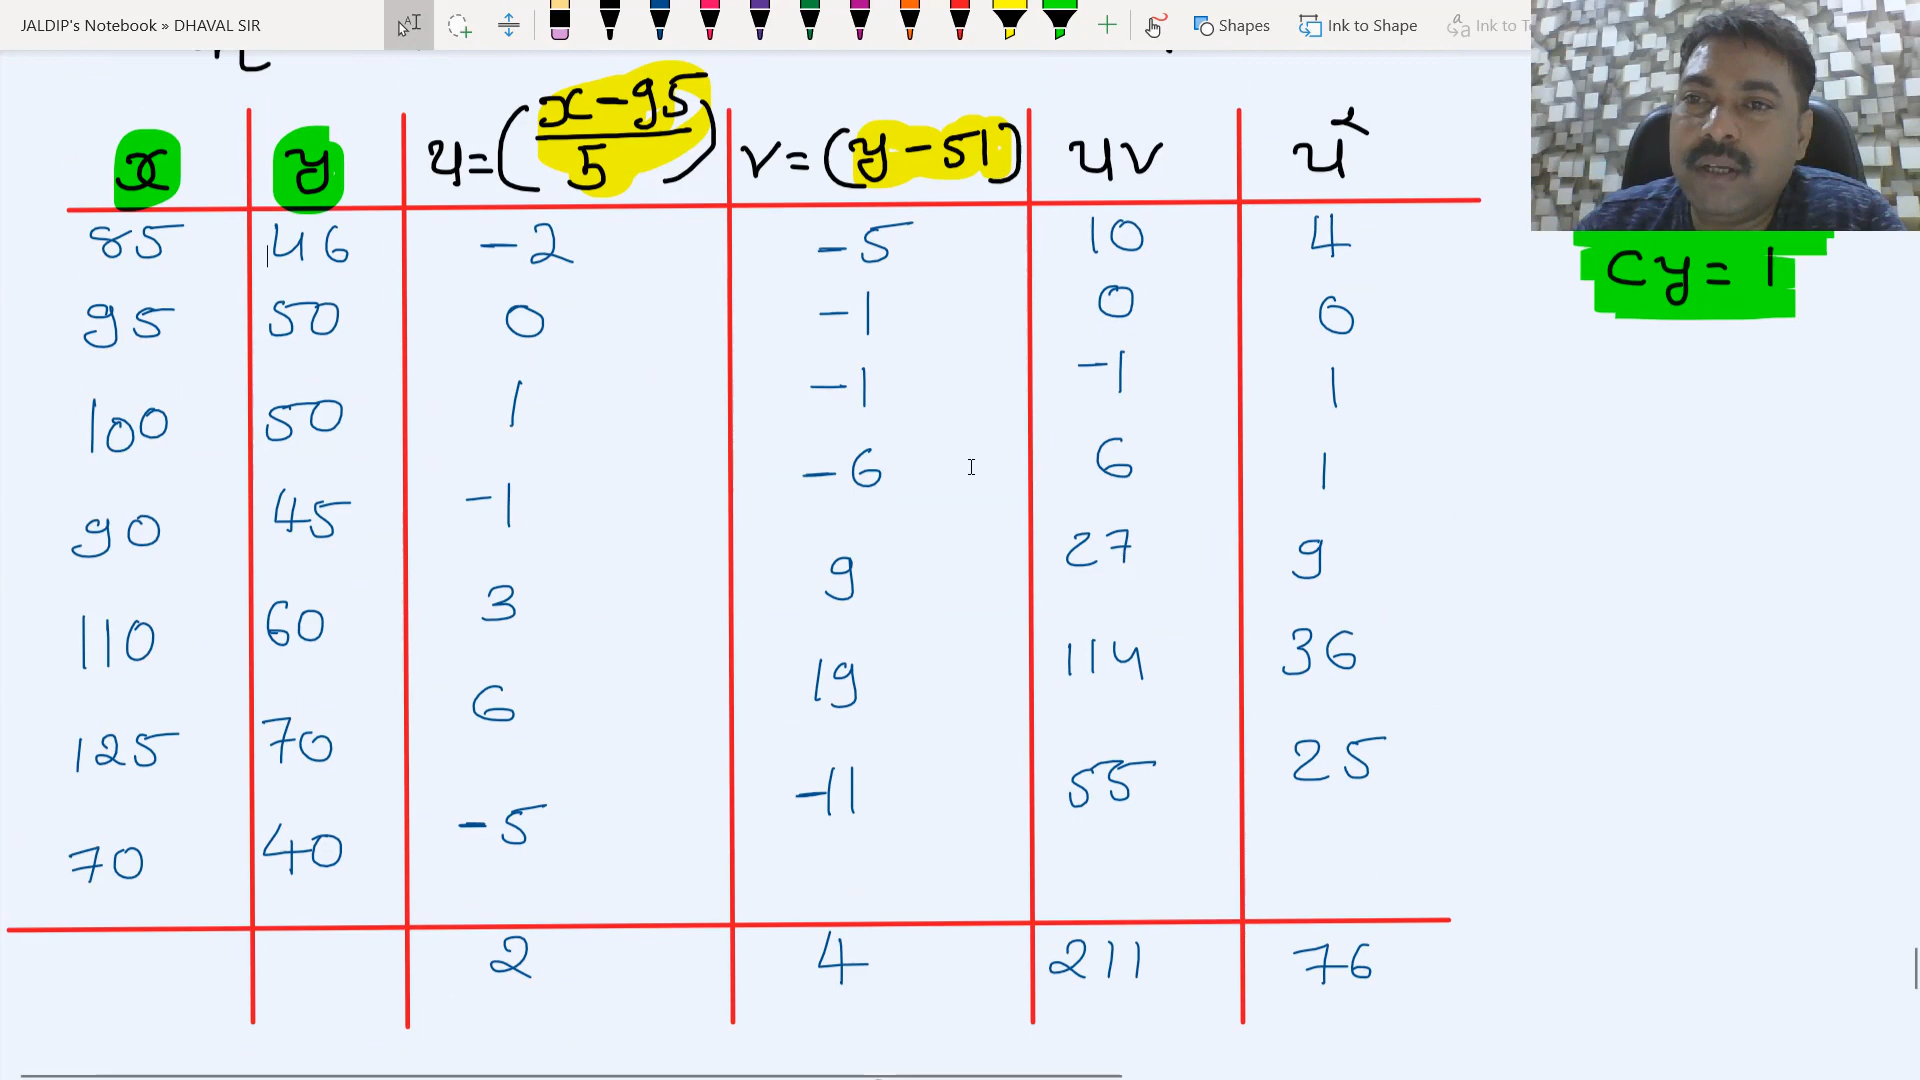 JALDIP's Notebook » DHAVAL SIR
Shapes
Ink to Shape
Ink to
x y u=(x-95/5) v=(y-51) uv u²
85 46 -2 -5 10 4
95 50 0 -1 0 0
100 50 1 -1 -1 1
90 45 -1 -6 6 1
110 60 3 9 27 9
125 70 6 19 114 36
70 40 -5 -11 55 25
2 4 211 76
Cy = 1